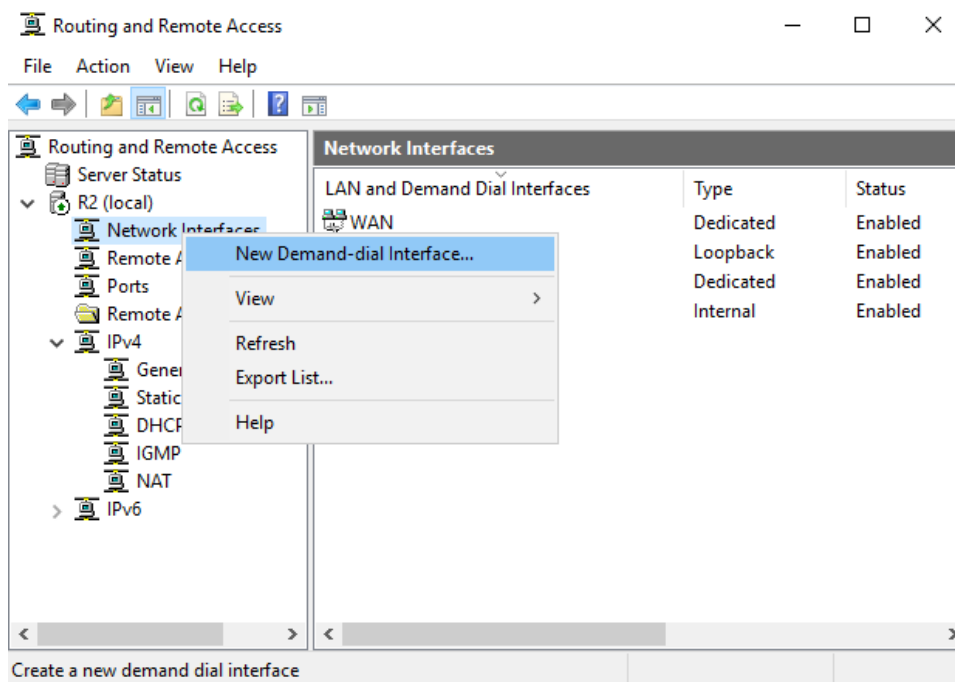 Routing and Remote Access
File Action View Help
Routing and Remote Access
Server Status
R2 (local)
Network Interfaces
Remote A
Ports
Remote A
IPv4
Gener
Static
DHCP
IGMP
NAT
IPv6
New Demand-dial Interface...
View
Refresh
Export List...
Help
Network Interfaces
LAN and Demand Dial Interfaces Type Status
WAN Dedicated Enabled
Loopback Enabled
Dedicated Enabled
Internal Enabled
Create a new demand dial interface